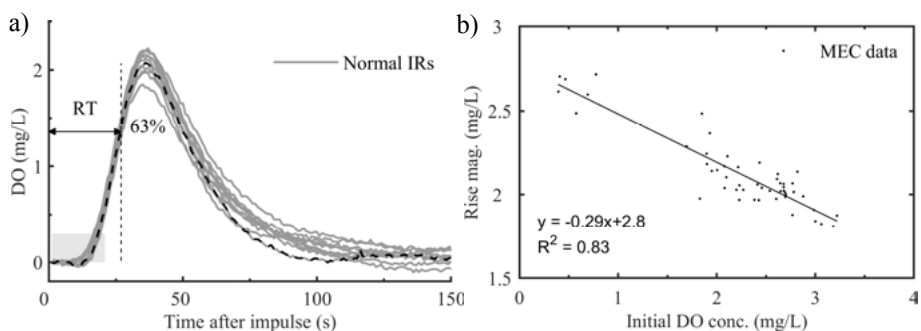 a)
DO (mg/L)
2
1
0
Normal IRs
RT
63%
0
50
100
150
Time after impulse (s)
b)
Rise mag. (mg/L)
3
2.5
2
1.5
MEC data
y = -0.29x+2.8
R² = 0.83
0
1
2
3
4
Initial DO conc. (mg/L)